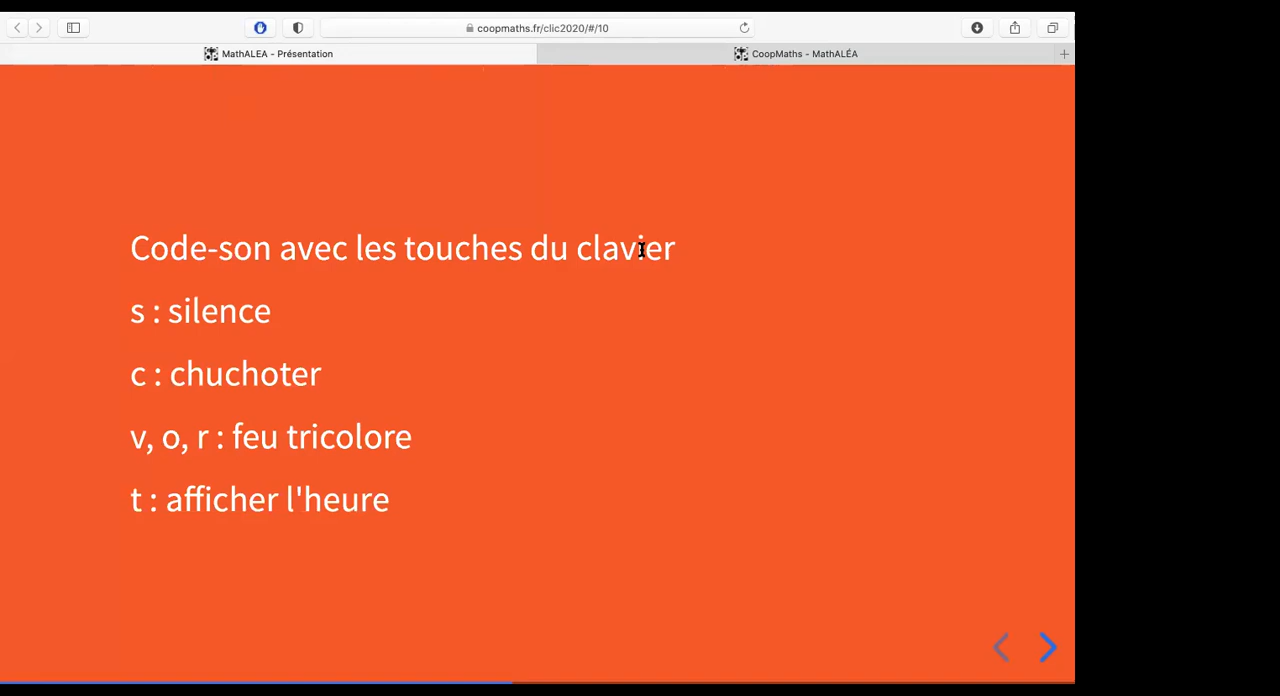 coopmaths.fr/clic2020/#/10
MathALEA - Présentation
CoopMaths - MathALÉA
Code-son avec les touches du clavier
s : silence
c : chuchoter
v, o, r : feu tricolore
t : afficher l'heure